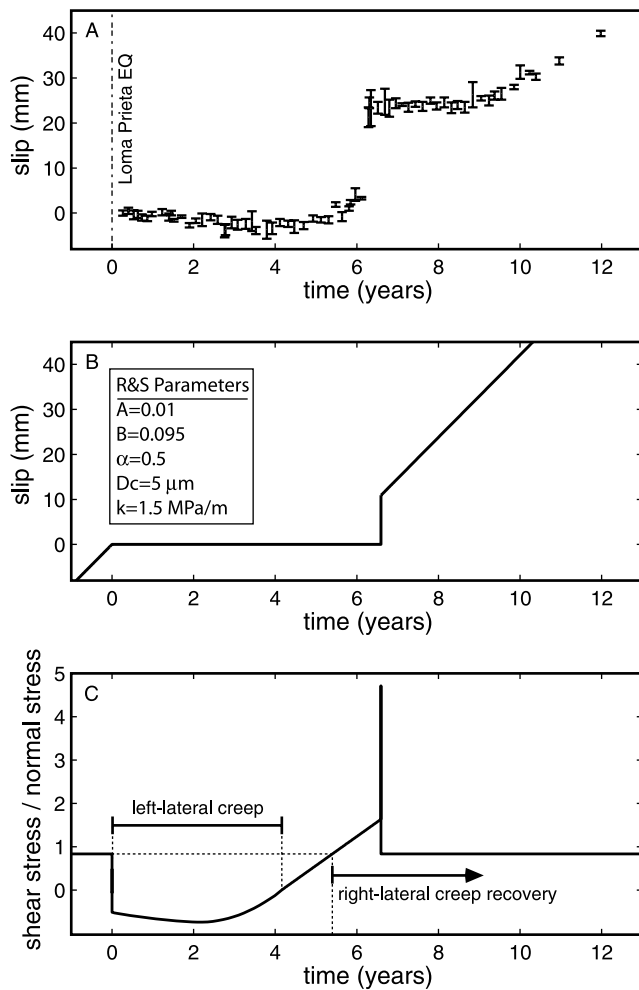 A
Loma Prieta EQ
slip (mm)
40
30
20
10
0
0 2 4 6 8 10 12
time (years)
B
R&S Parameters
A=0.01
B=0.095
α=0.5
Dc=5 μm
k=1.5 MPa/m
slip (mm)
40
30
20
10
0
0 2 4 6 8 10 12
time (years)
C
shear stress / normal stress
5
4
3
2
1
0
left-lateral creep
right-lateral creep recovery
0 2 4 6 8 10 12
time (years)